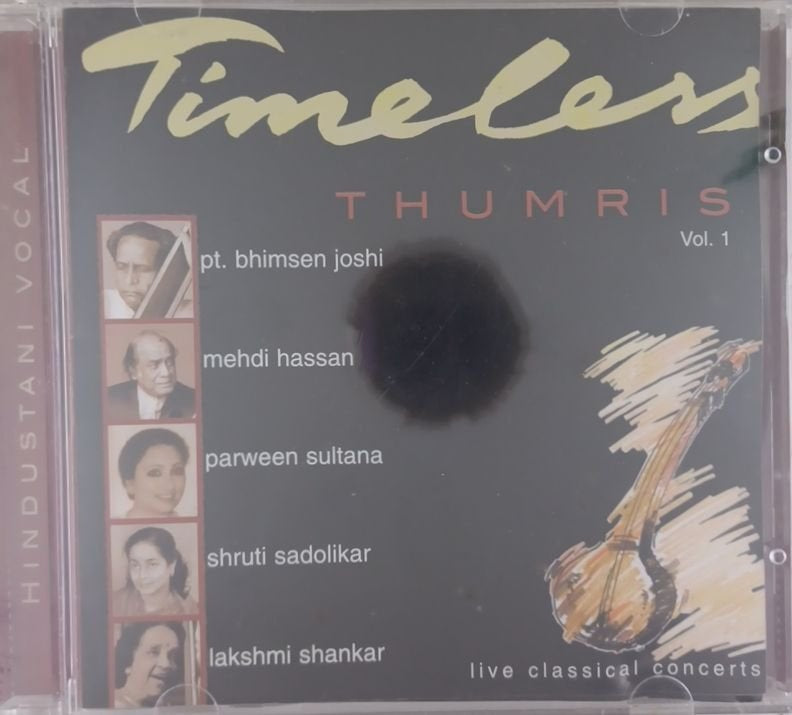 Timeless
THUMRIS
Vol. 1
HINDUSTANI VOCAL
pt. bhimsen joshi
mehdi hassan
parween sultana
shruti sadolikar
lakshmi shankar
live classical concerts